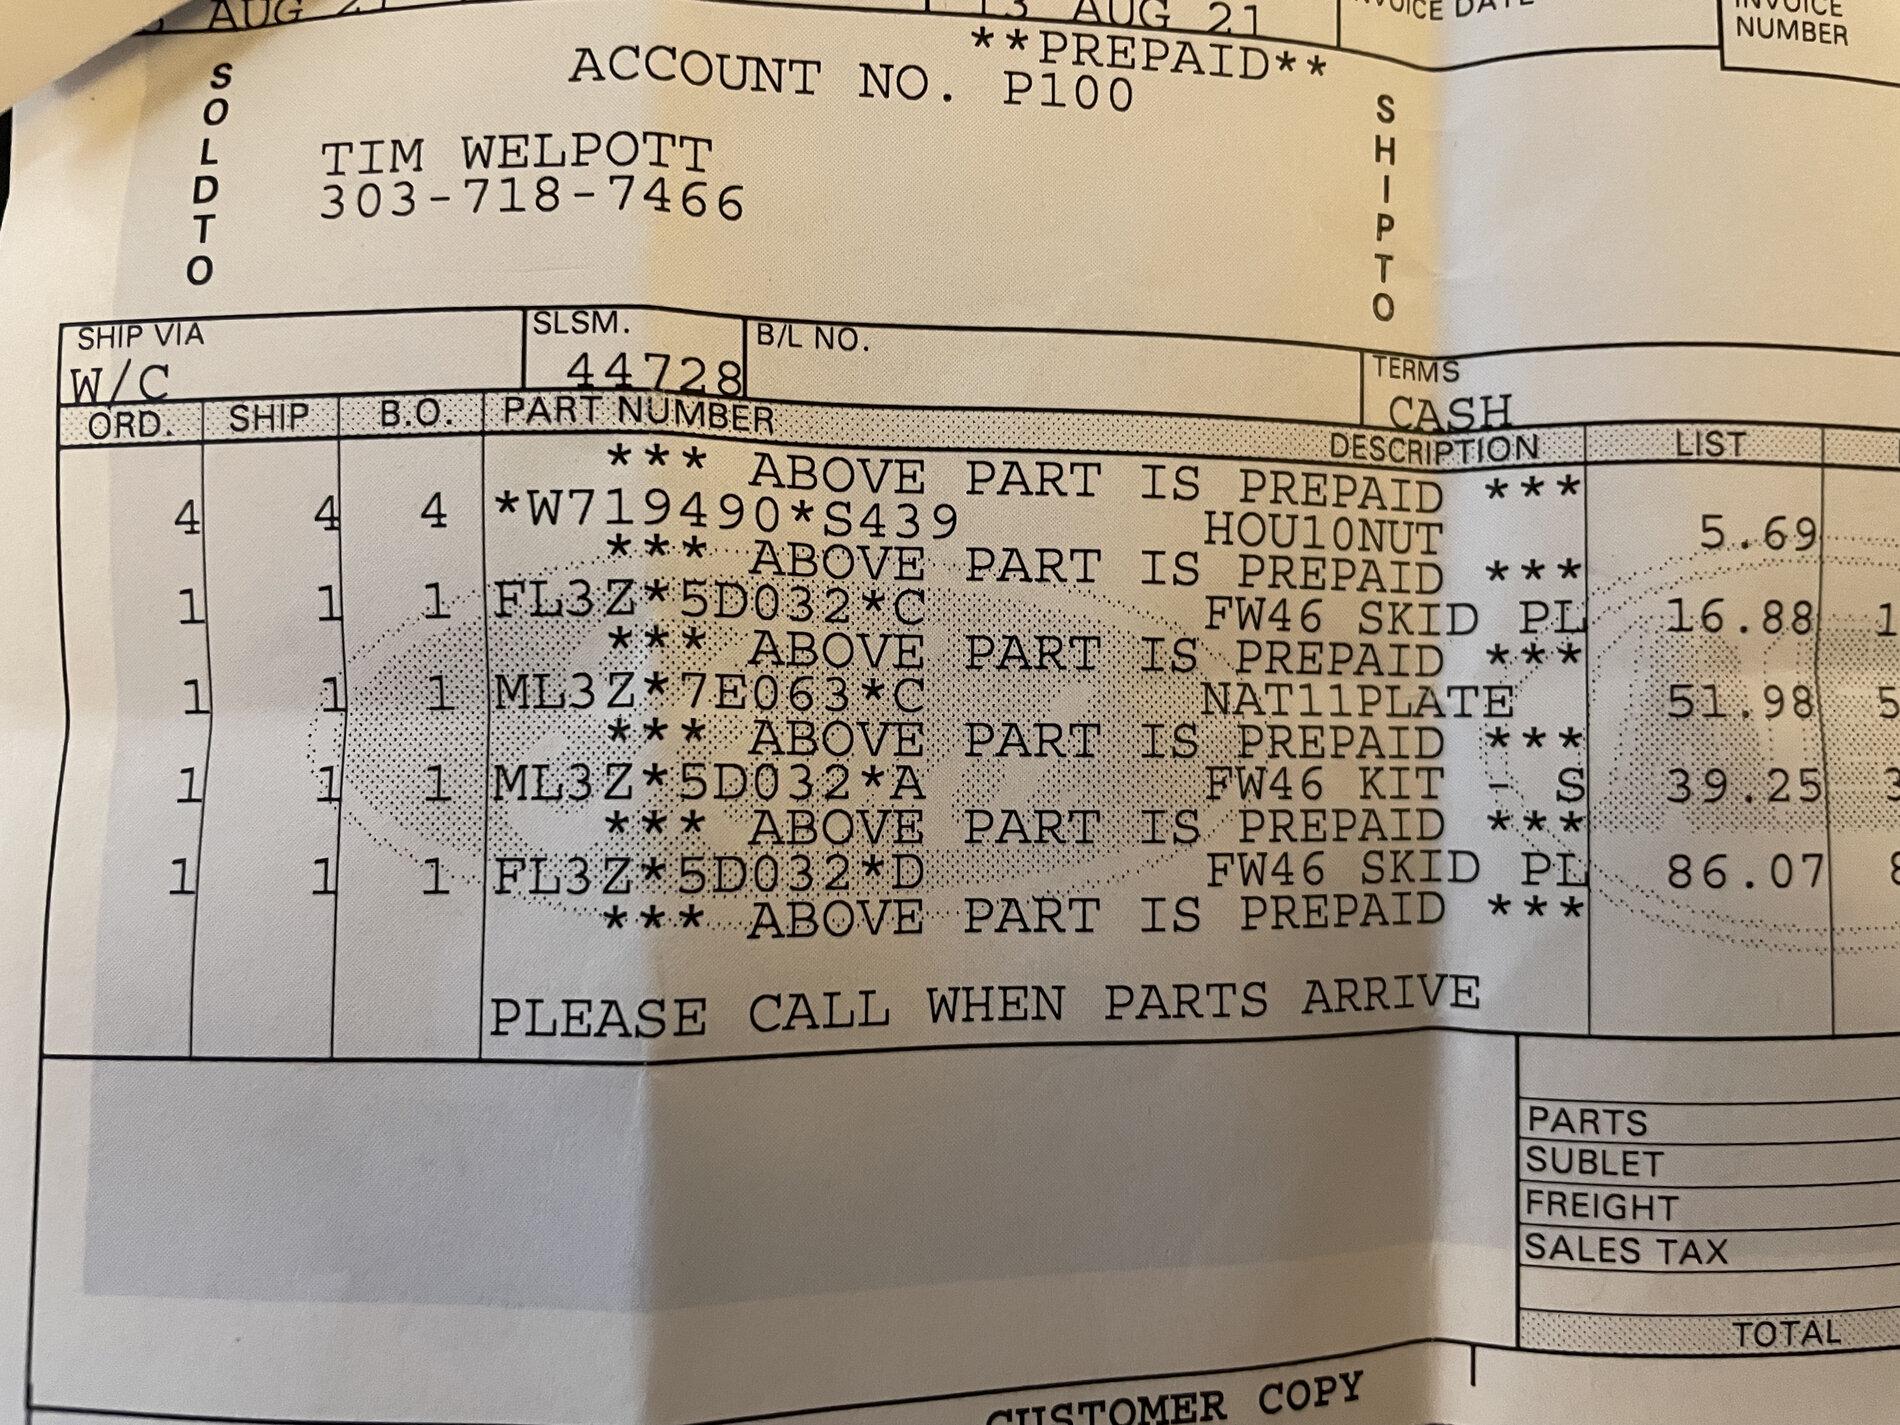 AUG 21
13 AUG 21
INVOICE DATE
INVOICE NUMBER
**PREPAID**
ACCOUNT NO. P100
SOLD TO
SHIP TO
TIM WELPOTT
303-718-7466
SHIP VIA
W/C
SLSM.
44728
B/L NO.
TERMS
CASH
ORD. SHIP B.O. PART NUMBER DESCRIPTION LIST
*** ABOVE PART IS PREPAID ***
4 4 4 *W719490*S439 HOU10NUT 5.69
*** ABOVE PART IS PREPAID ***
1 1 1 FL3Z*5D032*C FW46 SKID PL 16.88
*** ABOVE PART IS PREPAID ***
1 1 1 ML3Z*7E063*C NAT11PLATE 51.98
*** ABOVE PART IS PREPAID ***
1 1 1 ML3Z*5D032*A FW46 KIT - S 39.25
*** ABOVE PART IS PREPAID ***
1 1 1 FL3Z*5D032*D FW46 SKID PL 86.07
*** ABOVE PART IS PREPAID ***
PLEASE CALL WHEN PARTS ARRIVE
PARTS
SUBLET
FREIGHT
SALES TAX
TOTAL
CUSTOMER COPY